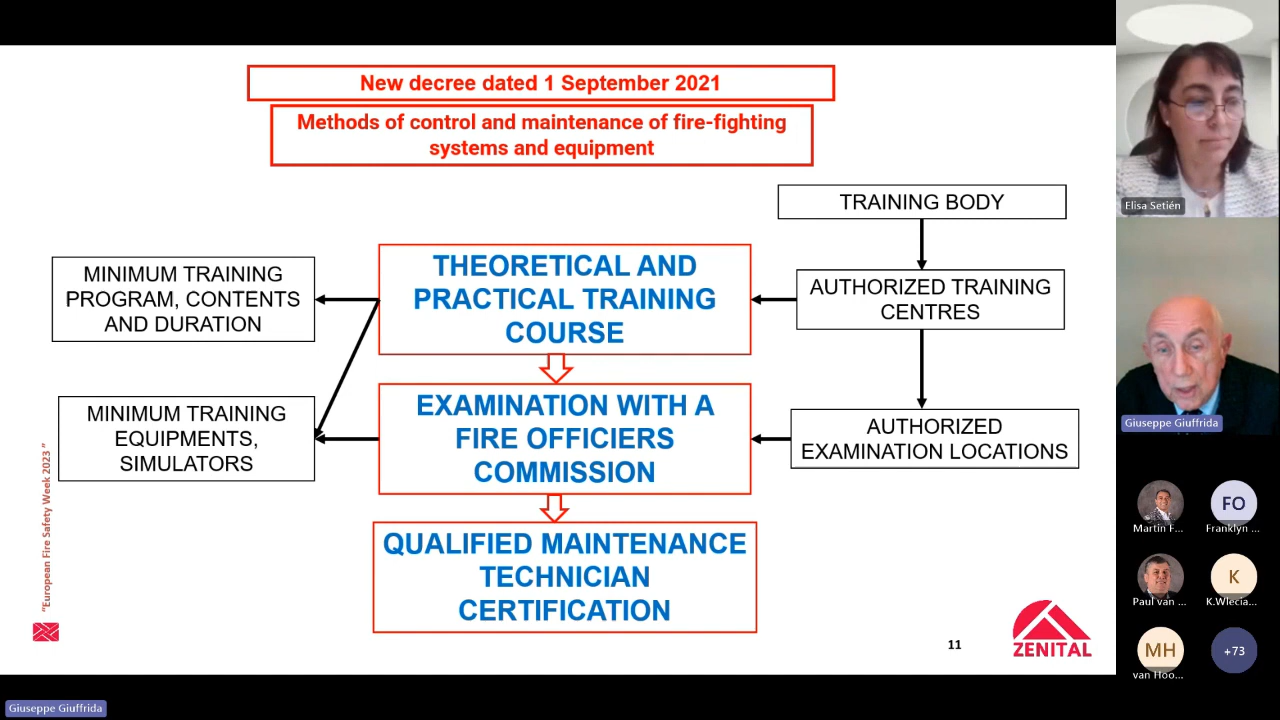 New decree dated 1 September 2021
Methods of control and maintenance of fire-fighting
systems and equipment
TRAINING BODY
MINIMUM TRAINING
PROGRAM, CONTENTS
AND DURATION
THEORETICAL AND
PRACTICAL TRAINING
COURSE
AUTHORIZED TRAINING
CENTRES
MINIMUM TRAINING
EQUIPMENTS,
SIMULATORS
EXAMINATION WITH A
FIRE OFFICIERS
COMMISSION
AUTHORIZED
EXAMINATION LOCATIONS
QUALIFIED MAINTENANCE
TECHNICIAN
CERTIFICATION
"European Fire Safety Week 2023 "
11
ZENITAL
Elisa Setién
Giuseppe Giuffrida
Martín F...
FO
Franklyn ...
Paul van ...
K
K.Wlecia...
MH
van Hoo...
+73
Giuseppe Giuffrida